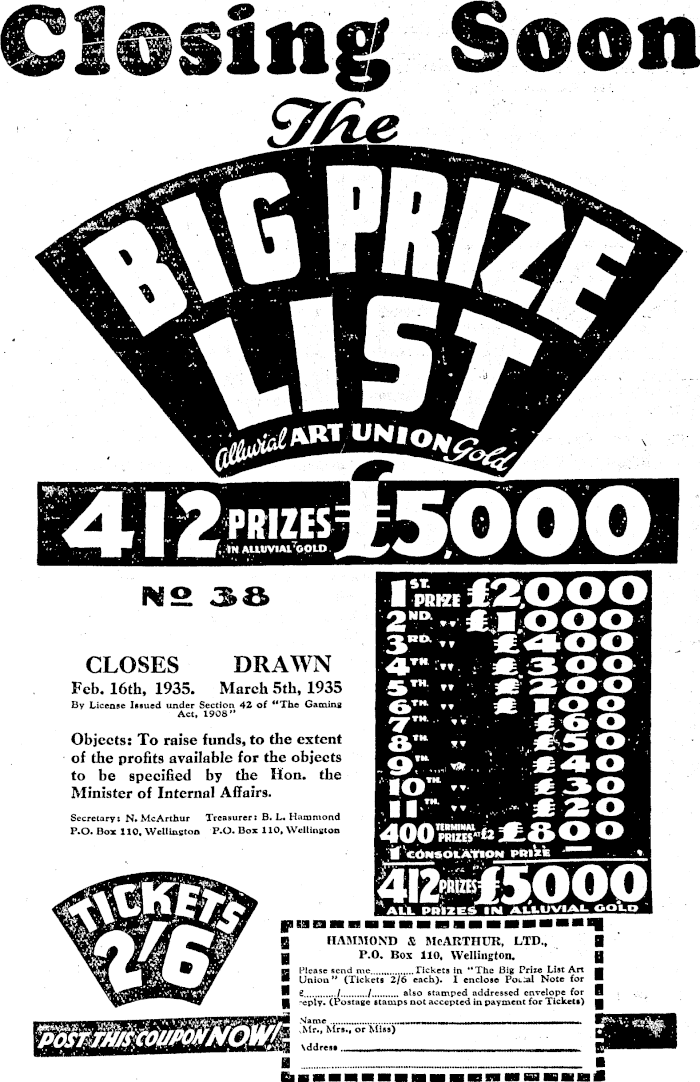 Closing Soon
The
BIG PRIZE
LIST
Alluvial ART UNION Gold
412 PRIZES IN ALLUVIAL GOLD £5,000
No 38
CLOSES DRAWN
Feb. 16th, 1935. March 5th, 1935
By License Issued under Section 42 of "The Gaming
Act, 1908"
Objects: To raise funds, to the extent
of the profits available for the objects
to be specified by the Hon. the
Minister of Internal Affairs.
Secretary: N. McArthur Treasurer: B. L. Hammond
P.O. Box 110, Wellington P.O. Box 110, Wellington
1ST. PRIZE £2,000
2ND. " £1,000
3RD. " £400
4TH. " £300
5TH. " £200
6TH. " £100
7TH. " £60
8TH. " £50
9TH. " £40
10TH. " £30
11TH. " £20
400 TERMINAL PRIZES AT £2 £800
1 CONSOLATION PRIZE —
412 PRIZES £5,000
ALL PRIZES IN ALLUVIAL GOLD
TICKETS
2/6
POST THIS COUPON NOW!
HAMMOND & McARTHUR, LTD.,
P.O. Box 110, Wellington.
Please send me............Tickets in "The Big Prize List Art
Union" (Tickets 2/6 each). I enclose Postal Note for
£........./........./......... also stamped addressed envelope for
reply. (Postage stamps not accepted in payment for Tickets)
Name
(Mr., Mrs., or Miss)
Address